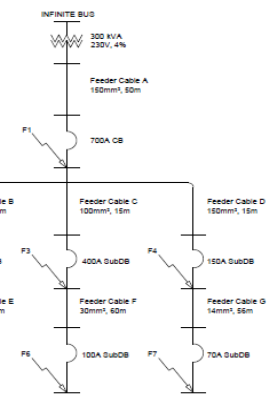 INFINITE BUS
300 kVA
230V, 4%
Feeder Cable A
150mm², 50m
F1
700A CB
le B
m
Feeder Cable C
100mm², 15m
Feeder Cable D
150mm², 15m
F3
400A SubDB
F4
150A SubDB
le E
m
Feeder Cable F
30mm², 60m
Feeder Cable G
14mm², 56m
F6
100A SubDB
F7
70A SubDB